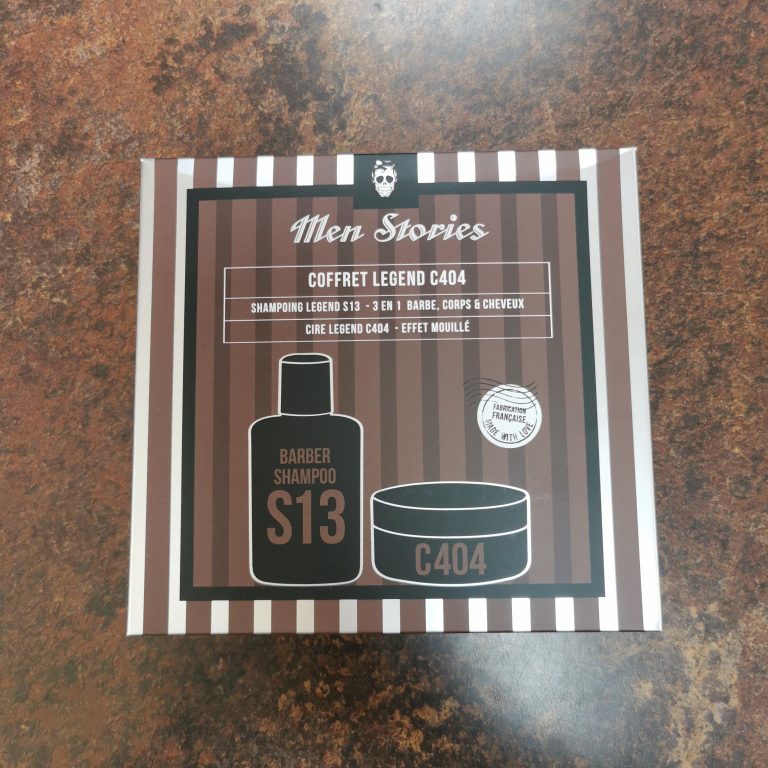 Men Stories
COFFRET LEGEND C404
SHAMPOING LEGEND S13 - 3 EN 1 BARBE, CORPS & CHEVEUX
CIRE LEGEND C404 - EFFET MOUILLÉ
FABRICATION
FRANÇAISE
MADE WITH LOVE
BARBER
SHAMPOO
S13
C404